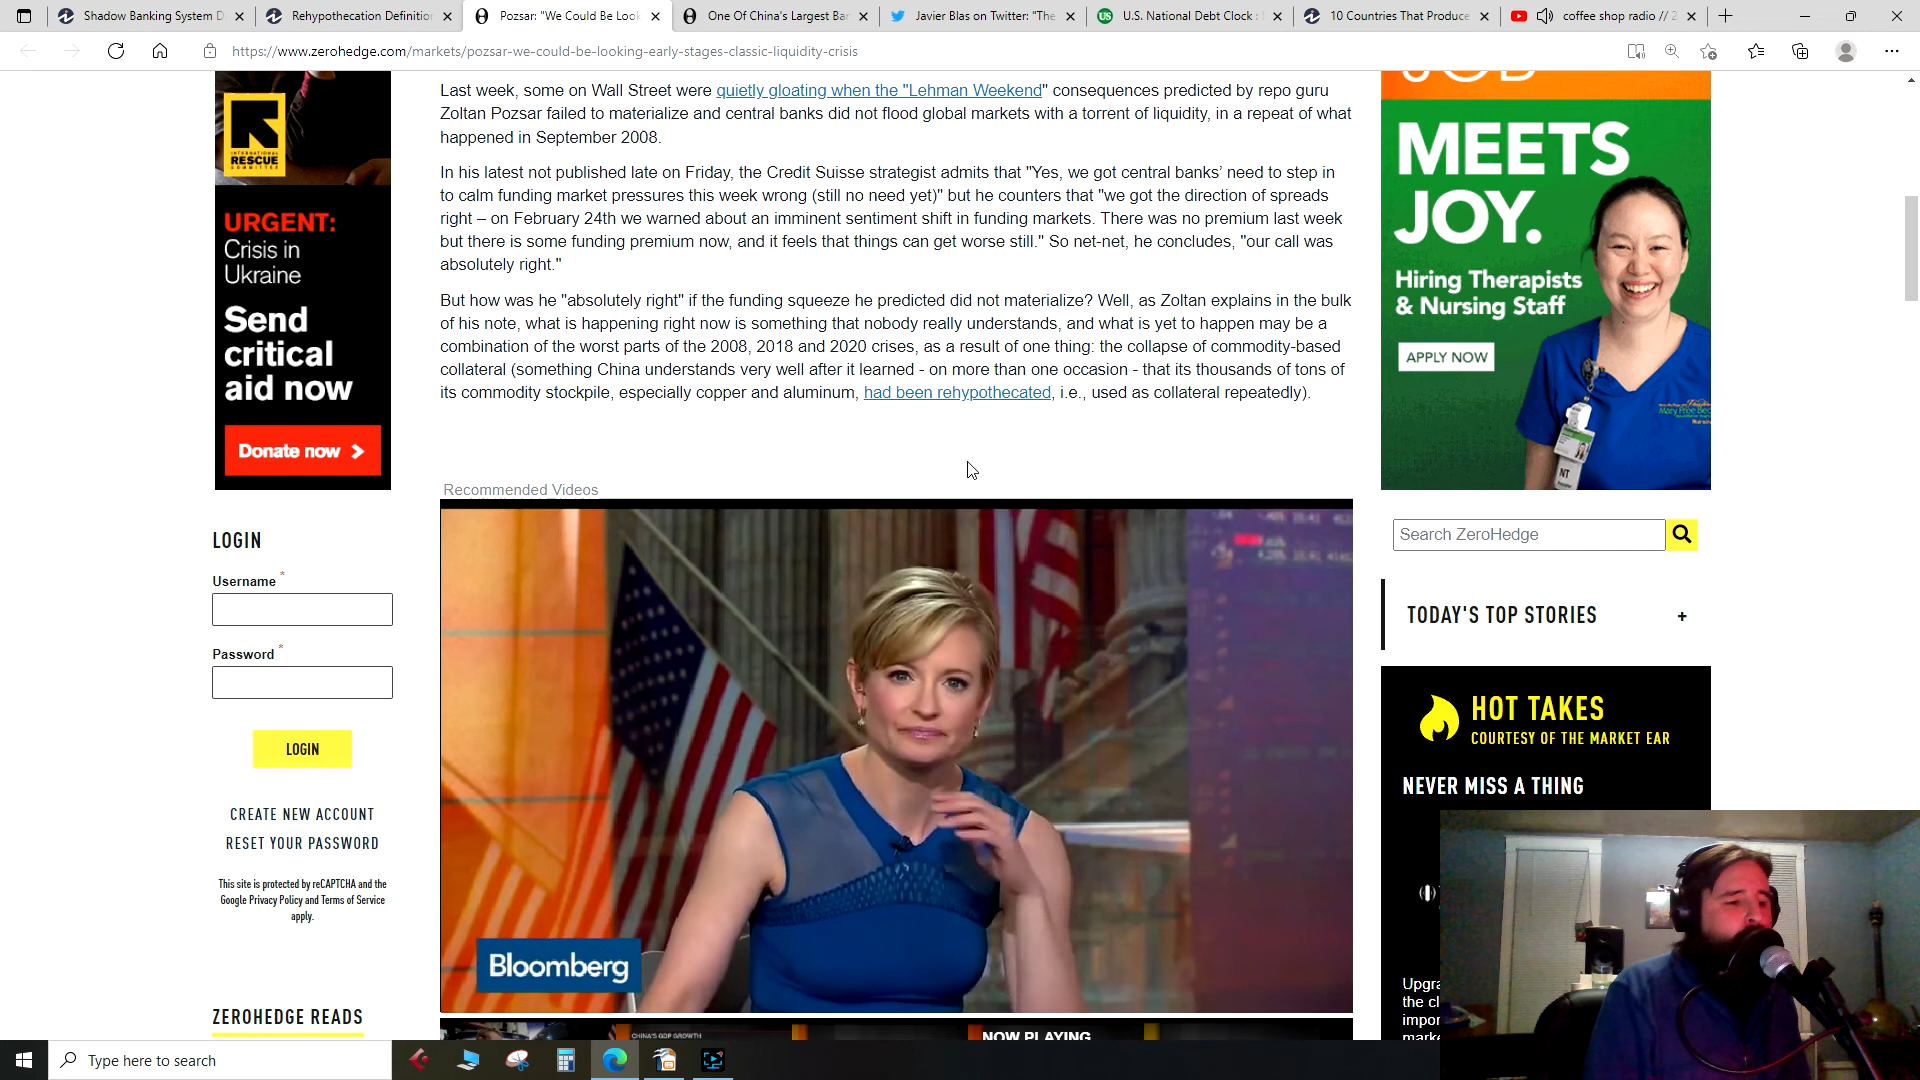 Shadow Banking System D
Rehypothecation Definition
Pozsar: "We Could Be Look
One Of China's Largest Ban
Javier Blas on Twitter: "The
U.S. National Debt Clock :
10 Countries That Produce
coffee shop radio // 2
https://www.zerohedge.com/markets/pozsar-we-could-be-looking-early-stages-classic-liquidity-crisis
INTERNATIONAL
RESCUE
COMMITTEE
URGENT:
Crisis in
Ukraine
Send
critical
aid now
Donate now
LOGIN
Username *
Password *
LOGIN
CREATE NEW ACCOUNT
RESET YOUR PASSWORD
This site is protected by reCAPTCHA and the
Google Privacy Policy and Terms of Service
apply.
ZEROHEDGE READS
Last week, some on Wall Street were quietly gloating when the "Lehman Weekend" consequences predicted by repo guru
Zoltan Pozsar failed to materialize and central banks did not flood global markets with a torrent of liquidity, in a repeat of what
happened in September 2008.
In his latest not published late on Friday, the Credit Suisse strategist admits that "Yes, we got central banks’ need to step in
to calm funding market pressures this week wrong (still no need yet)" but he counters that "we got the direction of spreads
right – on February 24th we warned about an imminent sentiment shift in funding markets. There was no premium last week
but there is some funding premium now, and it feels that things can get worse still." So net-net, he concludes, "our call was
absolutely right."
But how was he "absolutely right" if the funding squeeze he predicted did not materialize? Well, as Zoltan explains in the bulk
of his note, what is happening right now is something that nobody really understands, and what is yet to happen may be a
combination of the worst parts of the 2008, 2018 and 2020 crises, as a result of one thing: the collapse of commodity-based
collateral (something China understands very well after it learned - on more than one occasion - that its thousands of tons of
its commodity stockpile, especially copper and aluminum, had been rehypothecated, i.e., used as collateral repeatedly).
Recommended Videos
Bloomberg
CHINA'S GDP GROWTH
NOW PLAYING
JOB
MEETS
JOY.
Hiring Therapists
& Nursing Staff
APPLY NOW
NT
Search ZeroHedge
TODAY'S TOP STORIES +
HOT TAKES
COURTESY OF THE MARKET EAR
NEVER MISS A THING
Upgra
the cl
impor
marke
Type here to search